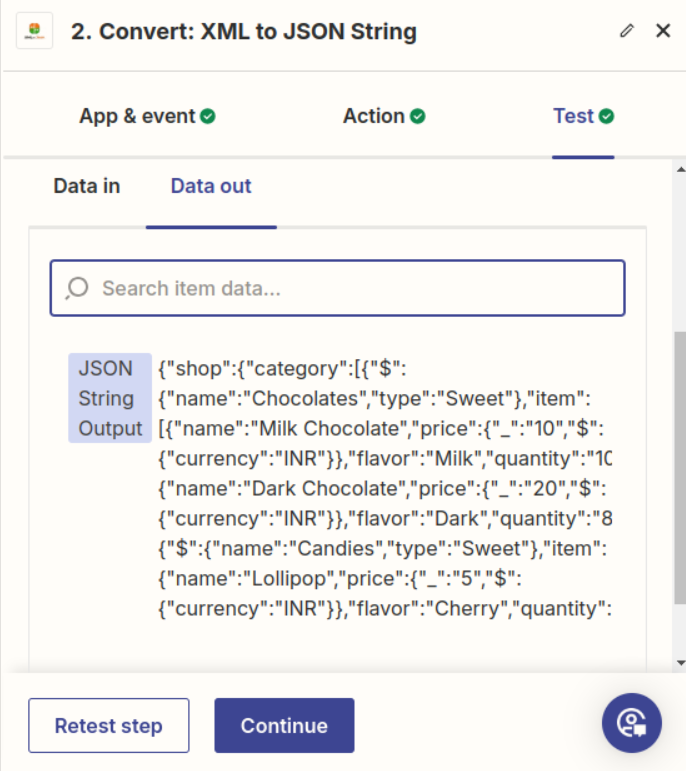 2. Convert: XML to JSON String
App & event
Action
Test
Data in
Data out
Search item data...
JSON String Output
{"shop":{"category":[{"$":
{"name":"Chocolates","type":"Sweet"},"item":
[{"name":"Milk Chocolate","price":{"_":"10","$":
{"currency":"INR"}},"flavor":"Milk","quantity":"10
{"name":"Dark Chocolate","price":{"_":"20","$":
{"currency":"INR"}},"flavor":"Dark","quantity":"8
{"$":{"name":"Candies","type":"Sweet"},"item":
{"name":"Lollipop","price":{"_":"5","$":
{"currency":"INR"}},"flavor":"Cherry","quantity":
Retest step
Continue